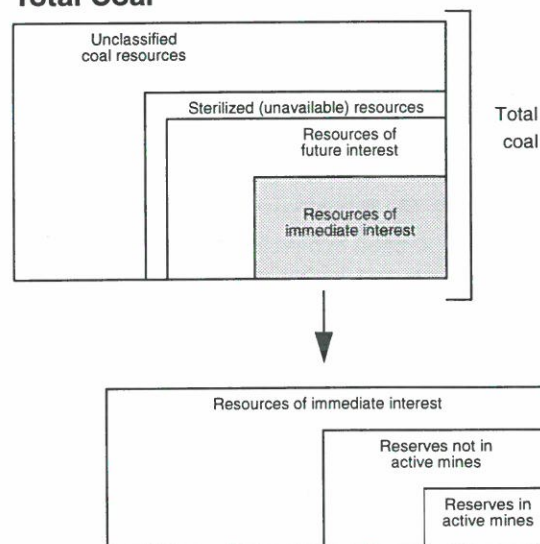 Total Coal
Unclassified
coal resources
Sterilized (unavailable) resources
Resources of
future interest
Resources of
immediate interest
Total
coal
Resources of immediate interest
Reserves not in
active mines
Reserves in
active mines